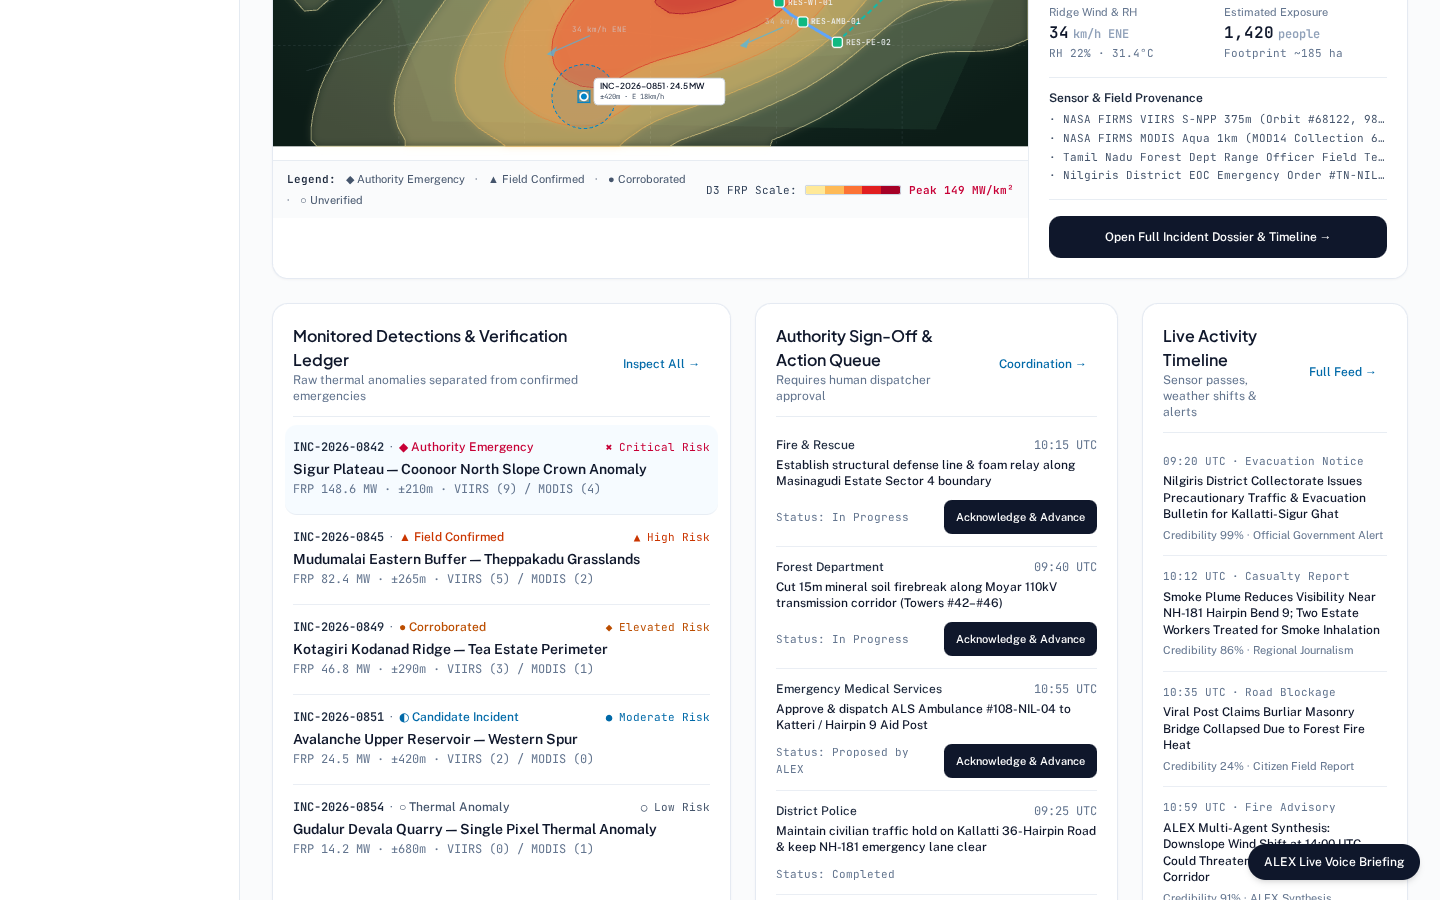 RES-WT-01
34 km/h
RES-AMB-01
34 km/h ENE
RES-FE-02
INC-2026-0851 · 24.5 MW
±420m · E 18km/h
Legend: ◆ Authority Emergency · ▲ Field Confirmed · ● Corroborated
· ○ Unverified
D3 FRP Scale: Peak 149 MW/km²
Ridge Wind & RH
34 km/h ENE
RH 22% · 31.4°C
Estimated Exposure
1,420 people
Footprint ~185 ha
Sensor & Field Provenance
· NASA FIRMS VIIRS S-NPP 375m (Orbit #68122, 98…
· NASA FIRMS MODIS Aqua 1km (MOD14 Collection 6…
· Tamil Nadu Forest Dept Range Officer Field Te…
· Nilgiris District EOC Emergency Order #TN-NIL…
Open Full Incident Dossier & Timeline →
Monitored Detections & Verification
Ledger
Raw thermal anomalies separated from confirmed
emergencies
Inspect All →
INC-2026-0842 · ◆ Authority Emergency
✖ Critical Risk
Sigur Plateau — Coonoor North Slope Crown Anomaly
FRP 148.6 MW · ±210m · VIIRS (9) / MODIS (4)
INC-2026-0845 · ▲ Field Confirmed
▲ High Risk
Mudumalai Eastern Buffer — Theppakadu Grasslands
FRP 82.4 MW · ±265m · VIIRS (5) / MODIS (2)
INC-2026-0849 · ● Corroborated
◆ Elevated Risk
Kotagiri Kodanad Ridge — Tea Estate Perimeter
FRP 46.8 MW · ±290m · VIIRS (3) / MODIS (1)
INC-2026-0851 · ◐ Candidate Incident
● Moderate Risk
Avalanche Upper Reservoir — Western Spur
FRP 24.5 MW · ±420m · VIIRS (2) / MODIS (0)
INC-2026-0854 · ○ Thermal Anomaly
○ Low Risk
Gudalur Devala Quarry — Single Pixel Thermal Anomaly
FRP 14.2 MW · ±680m · VIIRS (0) / MODIS (1)
Authority Sign-Off &
Action Queue
Requires human dispatcher
approval
Coordination →
Fire & Rescue
10:15 UTC
Establish structural defense line & foam relay along
Masinagudi Estate Sector 4 boundary
Status: In Progress
Acknowledge & Advance
Forest Department
09:40 UTC
Cut 15m mineral soil firebreak along Moyar 110kV
transmission corridor (Towers #42–#46)
Status: In Progress
Acknowledge & Advance
Emergency Medical Services
10:55 UTC
Approve & dispatch ALS Ambulance #108-NIL-04 to
Katteri / Hairpin 9 Aid Post
Status: Proposed by
ALEX
Acknowledge & Advance
District Police
09:25 UTC
Maintain civilian traffic hold on Kallatti 36-Hairpin Road
& keep NH-181 emergency lane clear
Status: Completed
Live Activity
Timeline
Sensor passes,
weather shifts &
alerts
Full Feed →
09:20 UTC · Evacuation Notice
Nilgiris District Collectorate Issues
Precautionary Traffic & Evacuation
Bulletin for Kallatti-Sigur Ghat
Credibility 99% · Official Government Alert
10:12 UTC · Casualty Report
Smoke Plume Reduces Visibility Near
NH-181 Hairpin Bend 9; Two Estate
Workers Treated for Smoke Inhalation
Credibility 86% · Regional Journalism
10:35 UTC · Road Blockage
Viral Post Claims Burliar Masonry
Bridge Collapsed Due to Forest Fire
Heat
Credibility 24% · Citizen Field Report
10:59 UTC · Fire Advisory
ALEX Multi-Agent Synthesis:
Downslope Wind Shift at 14:00 UTC
Could Threaten
Corridor
Credibility 91% · ALEX Synthesis
ALEX Live Voice Briefing